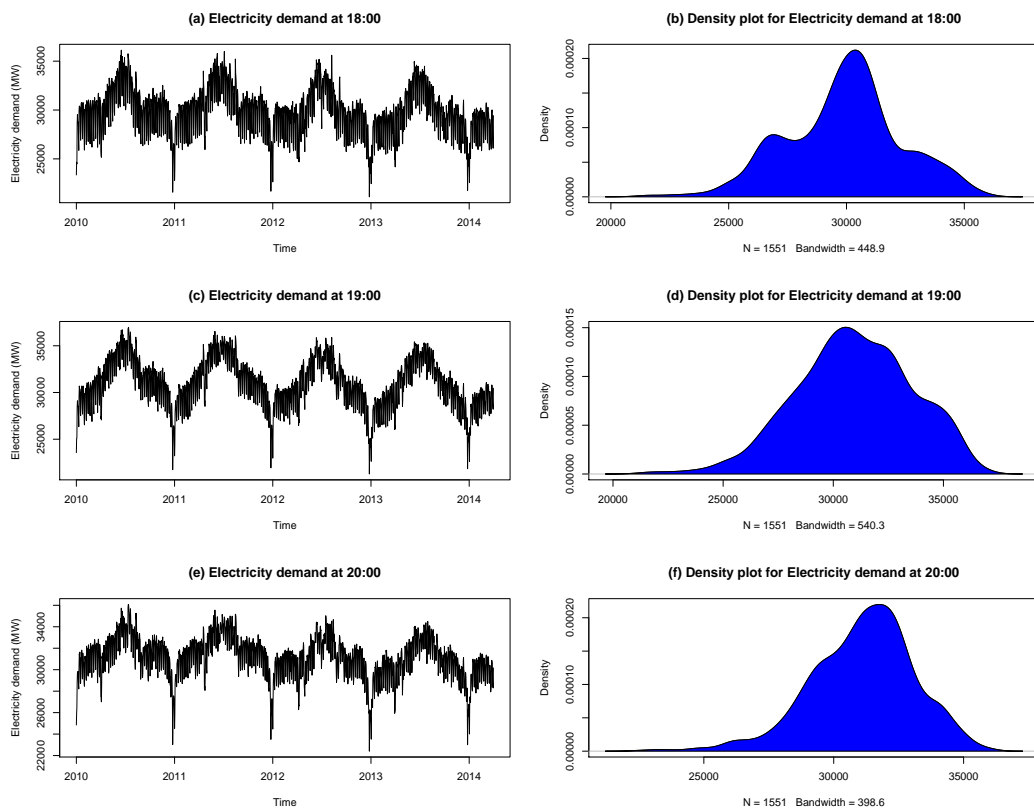 (a) Electricity demand at 18:00
Electricity demand (MW)
25000 30000 35000
2010 2011 2012 2013 2014
Time
(b) Density plot for Electricity demand at 18:00
Density
0.00000 0.00010 0.00020
20000 25000 30000 35000
N = 1551 Bandwidth = 448.9
(c) Electricity demand at 19:00
Electricity demand (MW)
25000 30000 35000
2010 2011 2012 2013 2014
Time
(d) Density plot for Electricity demand at 19:00
Density
0.00000 0.00005 0.00010 0.00015
20000 25000 30000 35000
N = 1551 Bandwidth = 540.3
(e) Electricity demand at 20:00
Electricity demand (MW)
22000 26000 30000 34000
2010 2011 2012 2013 2014
Time
(f) Density plot for Electricity demand at 20:00
Density
0.00000 0.00010 0.00020
25000 30000 35000
N = 1551 Bandwidth = 398.6